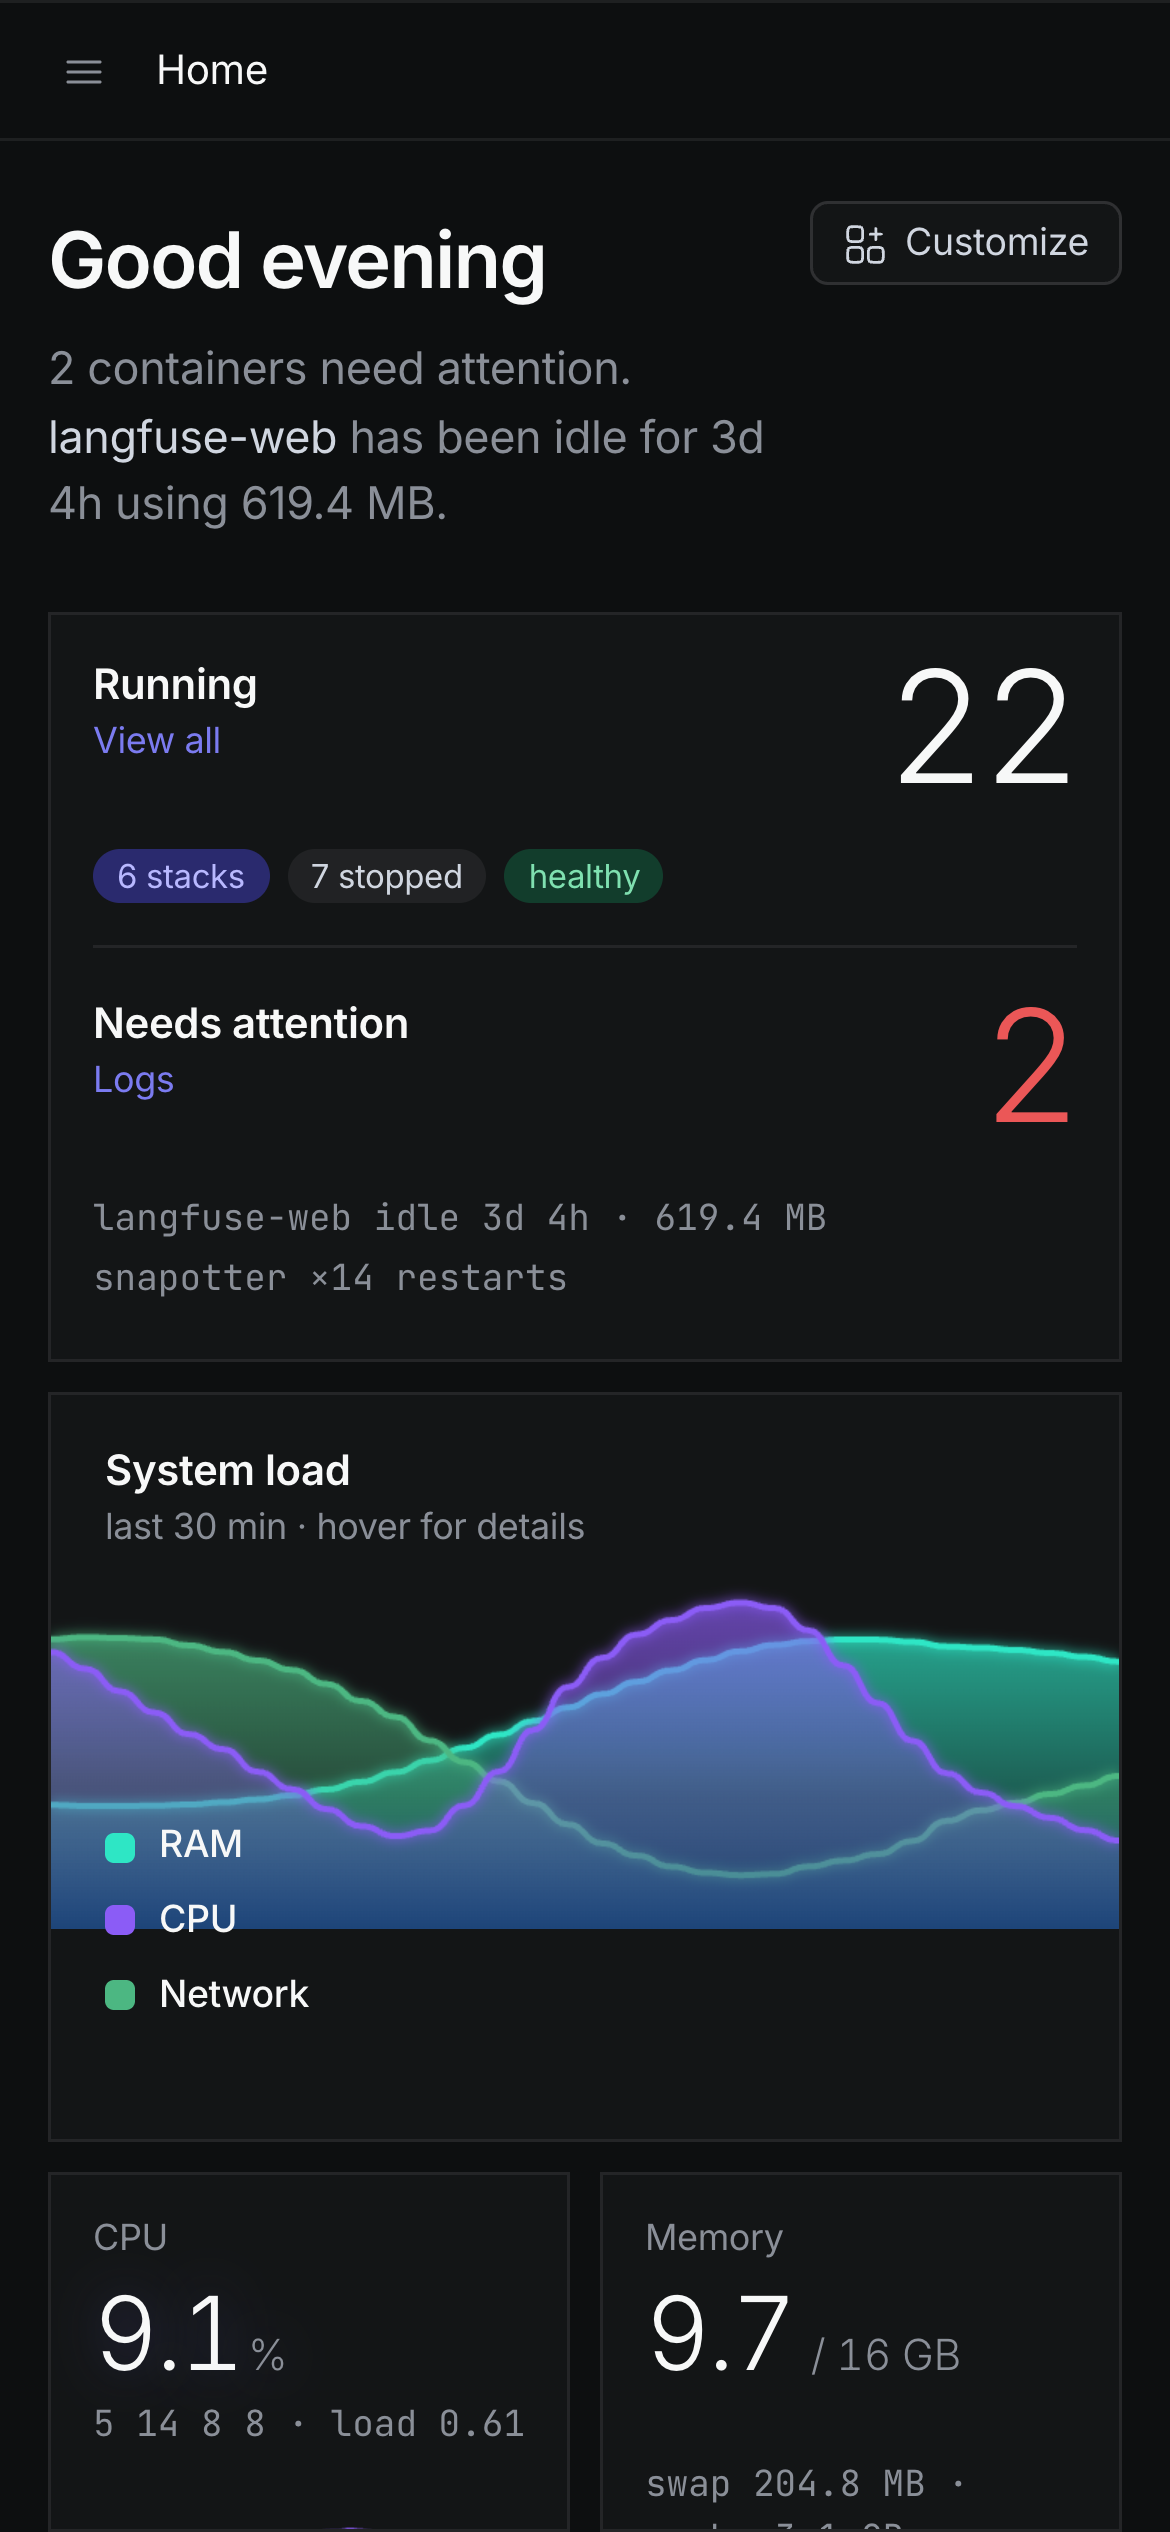 Home
Good evening
Customize
2 containers need attention.
langfuse-web has been idle for 3d
4h using 619.4 MB.
Running
22
View all
6 stacks
7 stopped
healthy
Needs attention
2
Logs
langfuse-web idle 3d 4h · 619.4 MB
snapotter ×14 restarts
System load
last 30 min · hover for details
RAM
CPU
Network
CPU
9.1 %
5 14 8 8 · load 0.61
Memory
9.7 / 16 GB
swap 204.8 MB ·